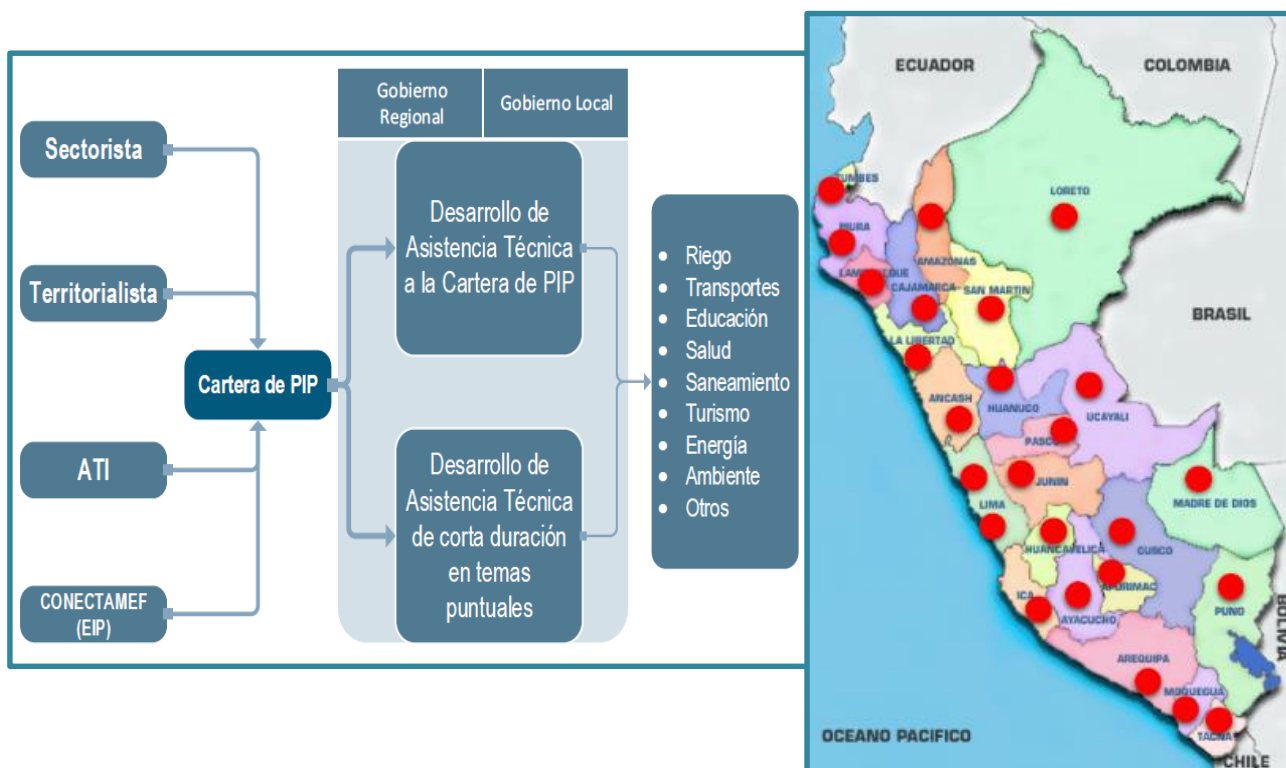 Gobierno
Regional
Gobierno Local
Sectorista
Territorialista
Cartera de PIP
ATI
CONECTAMEF
(EIP)
Desarrollo de
Asistencia Técnica
a la Cartera de PIP
Desarrollo de
Asistencia Técnica
de corta duración
en temas
puntuales
• Riego
• Transportes
• Educación
• Salud
• Saneamiento
• Turismo
• Energía
• Ambiente
• Otros
ECUADOR
COLOMBIA
TUMBES
LORETO
PIURA
AMAZONAS
CAJAMARCA
SAN MARTIN
BRASIL
LA LIBERTAD
ANCASH
HUANUCO
UCAYALI
PASCO
JUNIN
LIMA
MADRE DE DIOS
HUANCAVELICA
CUSCO
APURIMAC
ICA
AYACUCHO
PUNO
BOLIVIA
AREQUIPA
MOQUEGUA
TACNA
OCEANO PACIFICO
CHILE